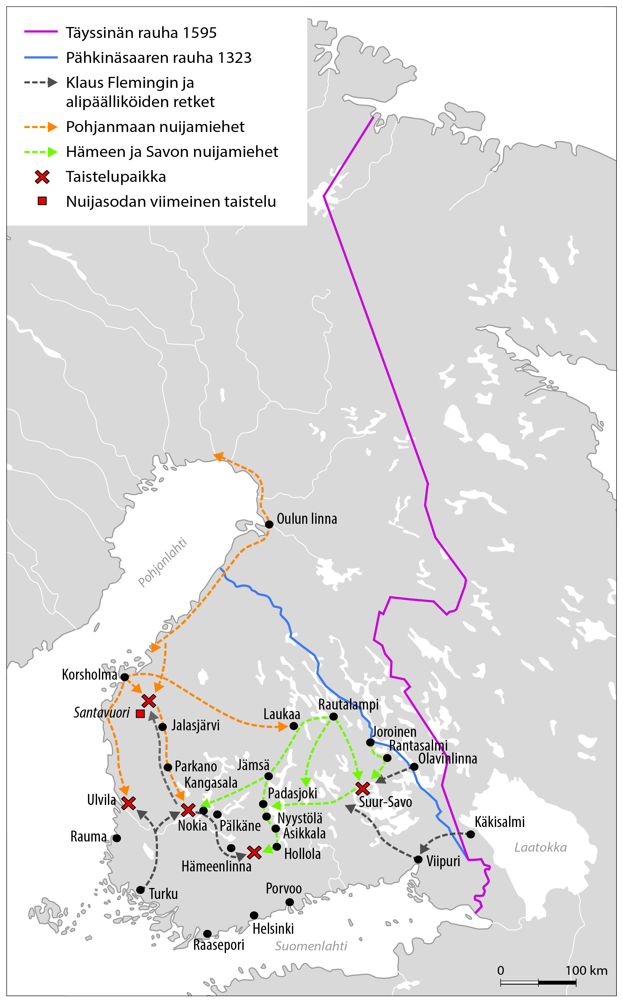 Täyssinän rauha 1595
Pähkinäsaaren rauha 1323
Klaus Flemingin ja
alipäälliköiden retket
Pohjanmaan nuijamiehet
Hämeen ja Savon nuijamiehet
Taistelupaikka
Nuijasodan viimeinen taistelu
Oulun linna
Pohjanlahti
Korsholma
Santavuori
Laukaa
Rautalampi
Jalasjärvi
Joroinen
Rantasalmi
Olavinlinna
Parkano
Jämsä
Kangasala
Ulvila
Padasjoki
Suur-Savo
Nokia
Pälkäne
Nyystölä
Asikkala
Käkisalmi
Rauma
Laatokka
Hollola
Viipuri
Hämeenlinna
Turku
Porvoo
Helsinki
Raasepori
Suomenlahti
0
100 km